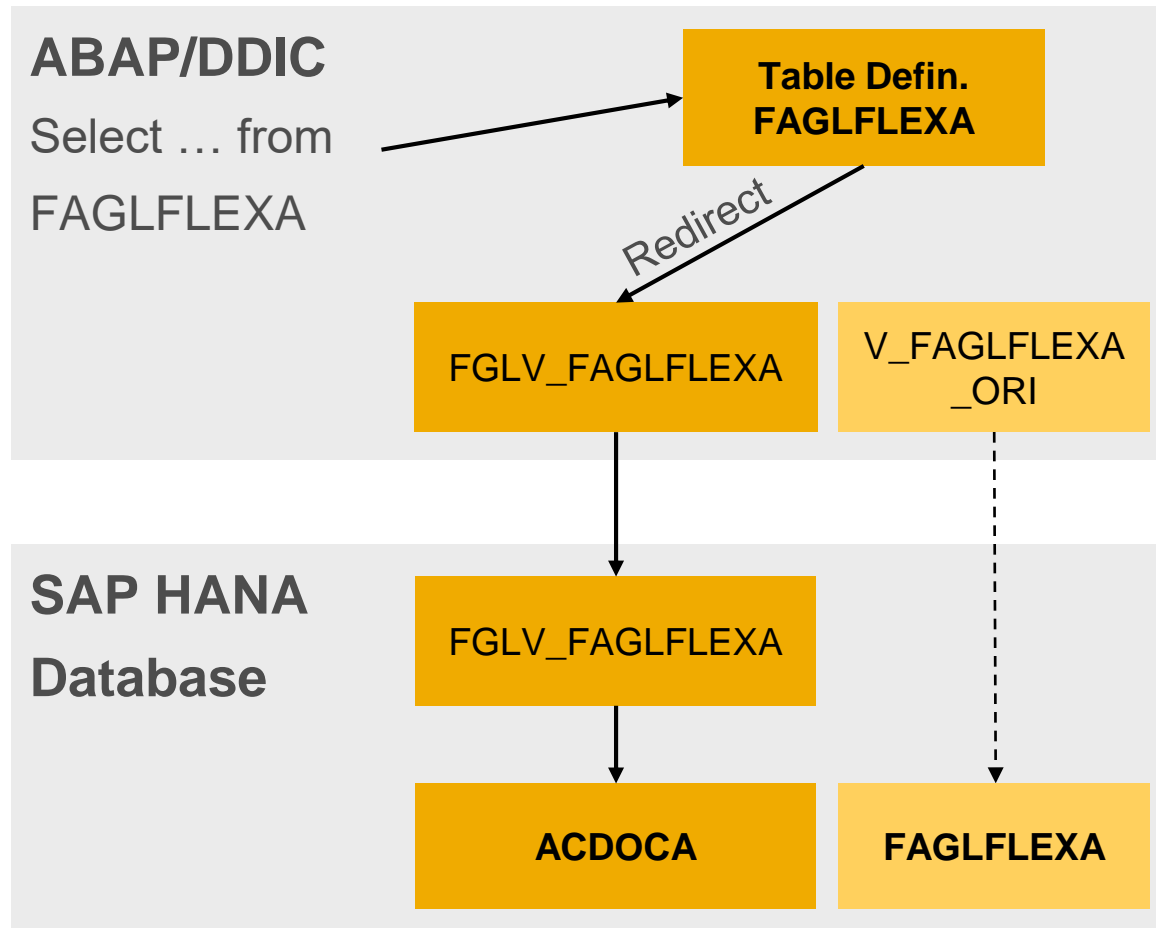 ABAP/DDIC
Select … from
FAGLFLEXA
Table Defin.
FAGLFLEXA
Redirect
FGLV_FAGLFLEXA
V_FAGLFLEXA
_ORI
SAP HANA
Database
FGLV_FAGLFLEXA
ACDOCA
FAGLFLEXA